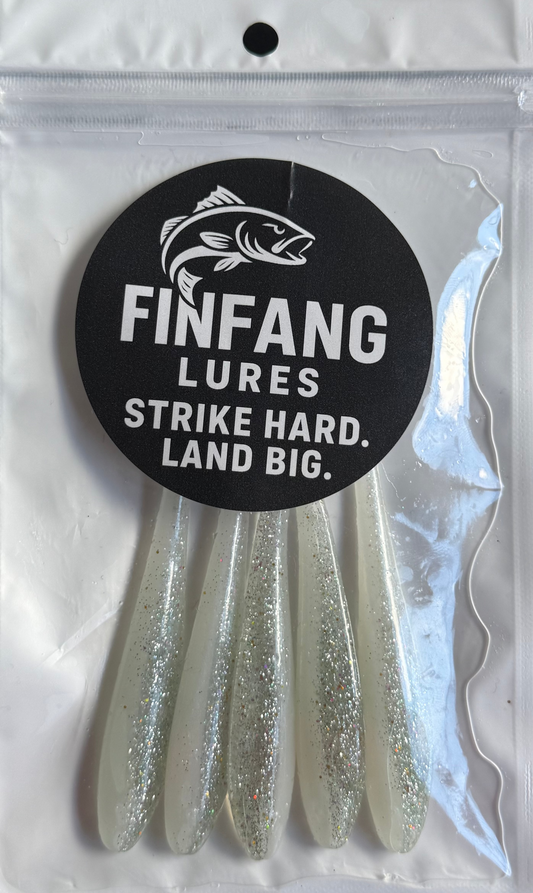 FINFANG
LURES
STRIKE HARD.
LAND BIG.